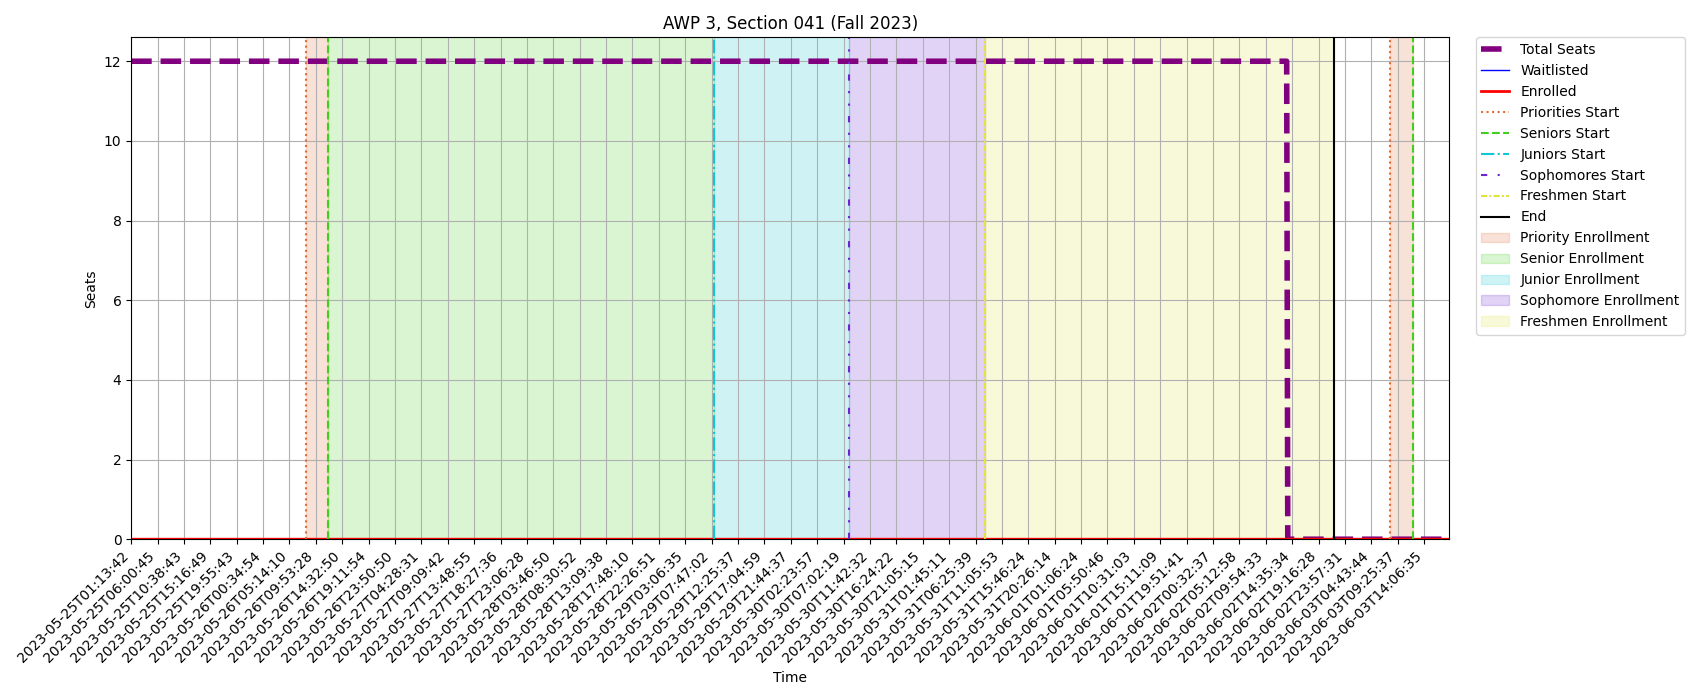 AWP 3, Section 041 (Fall 2023)
Seats
12
10
8
6
4
2
0
2023-05-25T01:13:42
2023-05-25T06:00:45
2023-05-25T10:38:43
2023-05-25T15:16:49
2023-05-25T19:55:43
2023-05-26T00:34:54
2023-05-26T05:14:10
2023-05-26T09:53:28
2023-05-26T14:32:50
2023-05-26T19:11:54
2023-05-26T23:50:50
2023-05-27T04:28:31
2023-05-27T09:09:42
2023-05-27T13:48:55
2023-05-27T18:27:36
2023-05-27T23:06:28
2023-05-28T03:46:50
2023-05-28T08:30:52
2023-05-28T13:09:38
2023-05-28T17:48:10
2023-05-28T22:26:51
2023-05-29T03:06:35
2023-05-29T07:47:02
2023-05-29T12:25:37
2023-05-29T17:04:59
2023-05-29T21:44:37
2023-05-30T02:23:57
2023-05-30T07:02:19
2023-05-30T11:42:32
2023-05-30T16:24:22
2023-05-30T21:05:15
2023-05-31T01:45:11
2023-05-31T06:25:39
2023-05-31T11:05:53
2023-05-31T15:46:24
2023-05-31T20:26:14
2023-06-01T01:06:24
2023-06-01T05:50:46
2023-06-01T10:31:03
2023-06-01T15:11:09
2023-06-01T19:51:41
2023-06-02T00:32:37
2023-06-02T05:12:58
2023-06-02T09:54:33
2023-06-02T14:35:34
2023-06-02T19:16:28
2023-06-02T23:57:31
2023-06-03T04:43:44
2023-06-03T09:25:37
2023-06-03T14:06:35
Time
Total Seats
Waitlisted
Enrolled
Priorities Start
Seniors Start
Juniors Start
Sophomores Start
Freshmen Start
End
Priority Enrollment
Senior Enrollment
Junior Enrollment
Sophomore Enrollment
Freshmen Enrollment